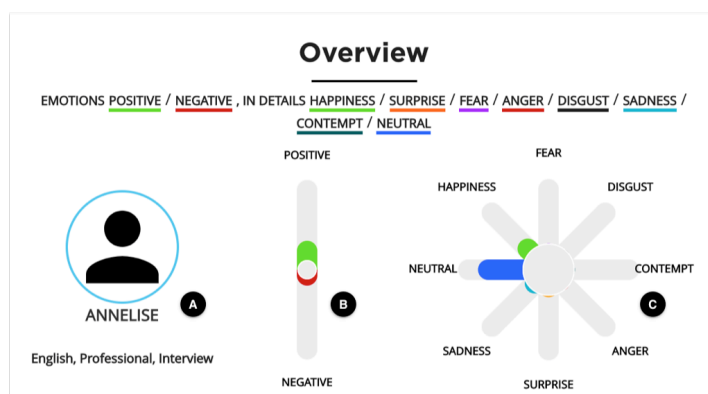 Overview
EMOTIONS POSITIVE / NEGATIVE , IN DETAILS HAPPINESS / SURPRISE / FEAR / ANGER / DISGUST / SADNESS /
CONTEMPT / NEUTRAL
POSITIVE
FEAR
HAPPINESS
DISGUST
NEUTRAL
CONTEMPT
A
B
C
ANNELISE
SADNESS
ANGER
English, Professional, Interview
NEGATIVE
SURPRISE